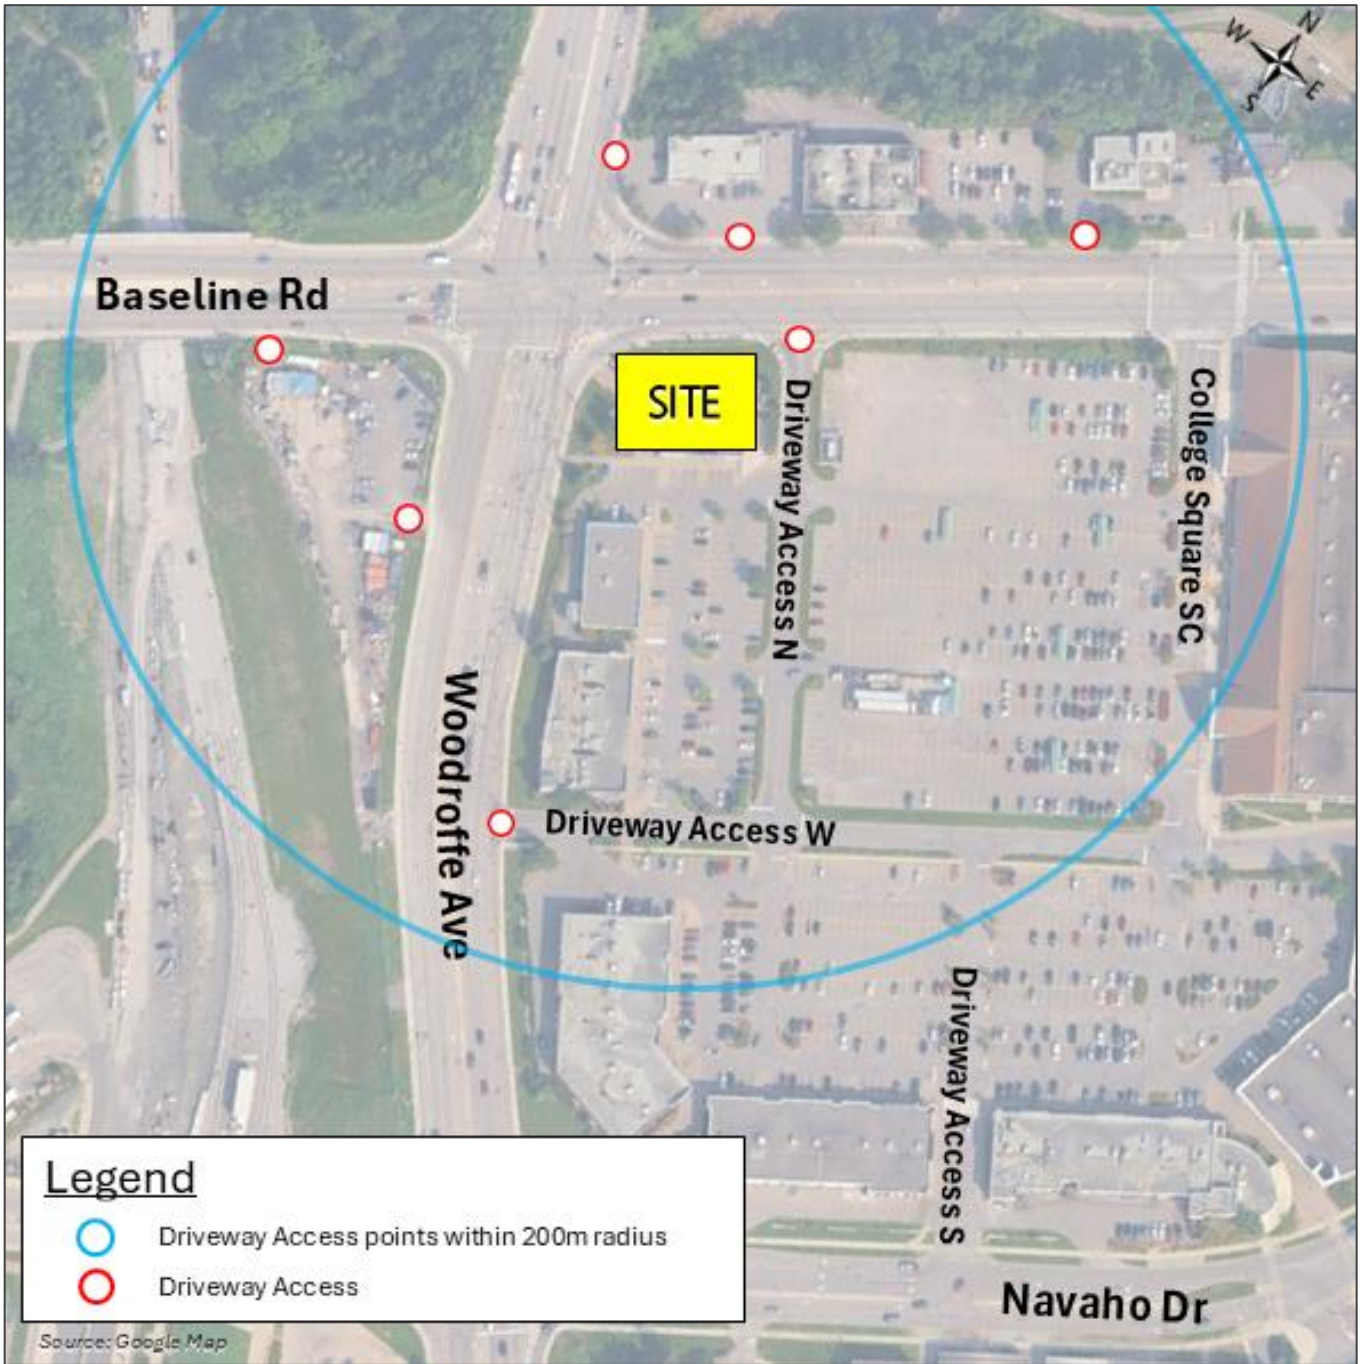 N
W
E
S
Baseline Rd
SITE
Driveway Access N
College Square SC
Woodroffe Ave
Driveway Access W
Driveway Access S
Legend
Driveway Access points within 200m radius
Driveway Access
Navaho Dr
Source: Google Map